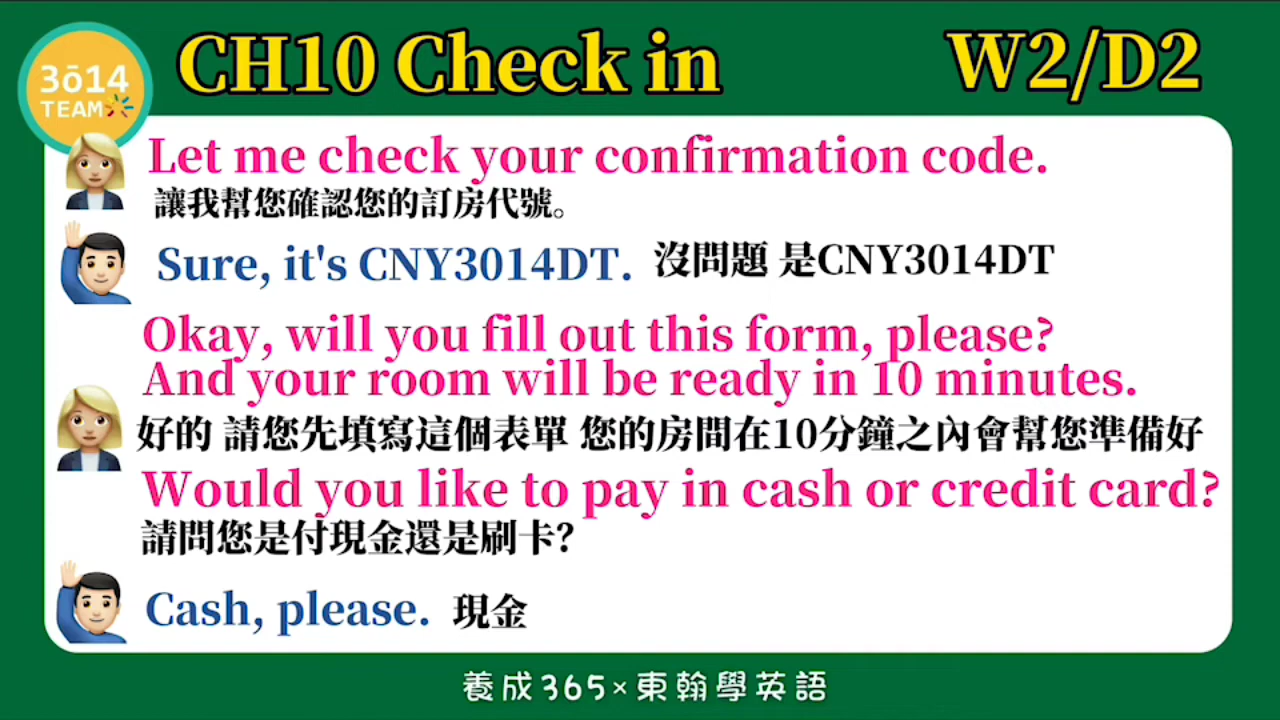 3ō14
TEAM
CH10 Check in
W2/D2
Let me check your confirmation code.
讓我幫您確認您的訂房代號。
Sure, it's CNY3014DT. 沒問題 是CNY3014DT
Okay, will you fill out this form, please?
And your room will be ready in 10 minutes.
好的 請您先填寫這個表單 您的房間在10分鐘之內會幫您準備好
Would you like to pay in cash or credit card?
請問您是付現金還是刷卡?
Cash, please. 現金
養成365×東翰學英語